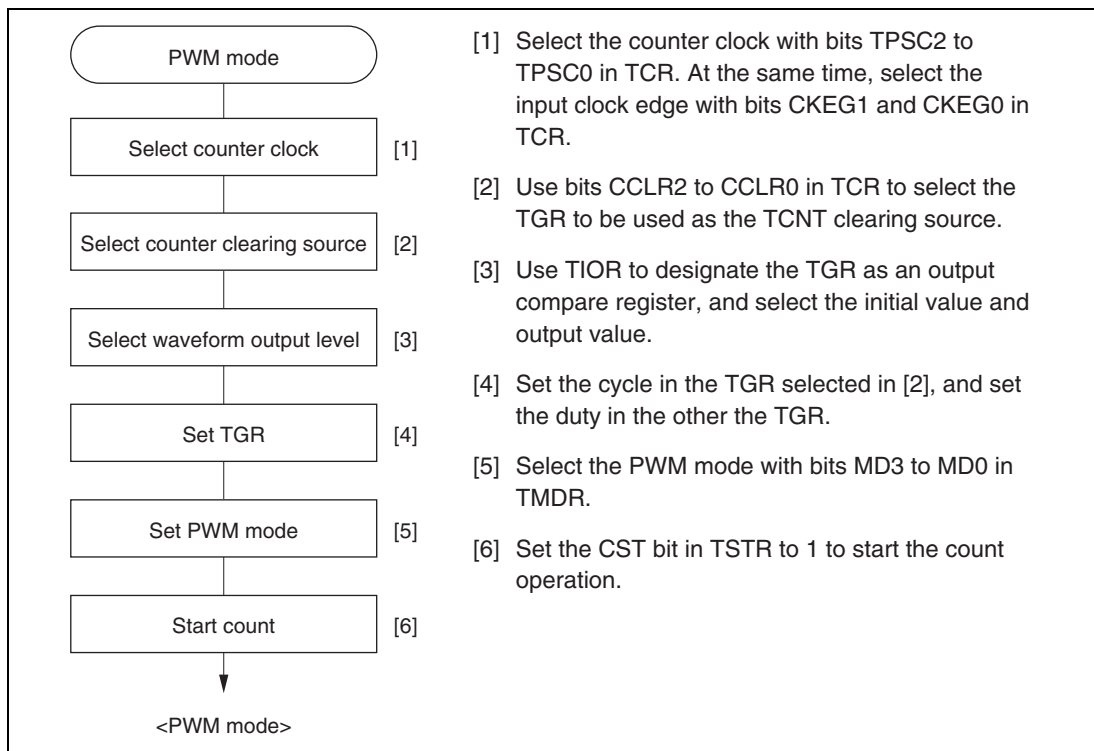 PWM mode
Select counter clock [1]
Select counter clearing source [2]
Select waveform output level [3]
Set TGR [4]
Set PWM mode [5]
Start count [6]
<PWM mode>
[1] Select the counter clock with bits TPSC2 to
TPSC0 in TCR. At the same time, select the
input clock edge with bits CKEG1 and CKEG0 in
TCR.
[2] Use bits CCLR2 to CCLR0 in TCR to select the
TGR to be used as the TCNT clearing source.
[3] Use TIOR to designate the TGR as an output
compare register, and select the initial value and
output value.
[4] Set the cycle in the TGR selected in [2], and set
the duty in the other the TGR.
[5] Select the PWM mode with bits MD3 to MD0 in
TMDR.
[6] Set the CST bit in TSTR to 1 to start the count
operation.